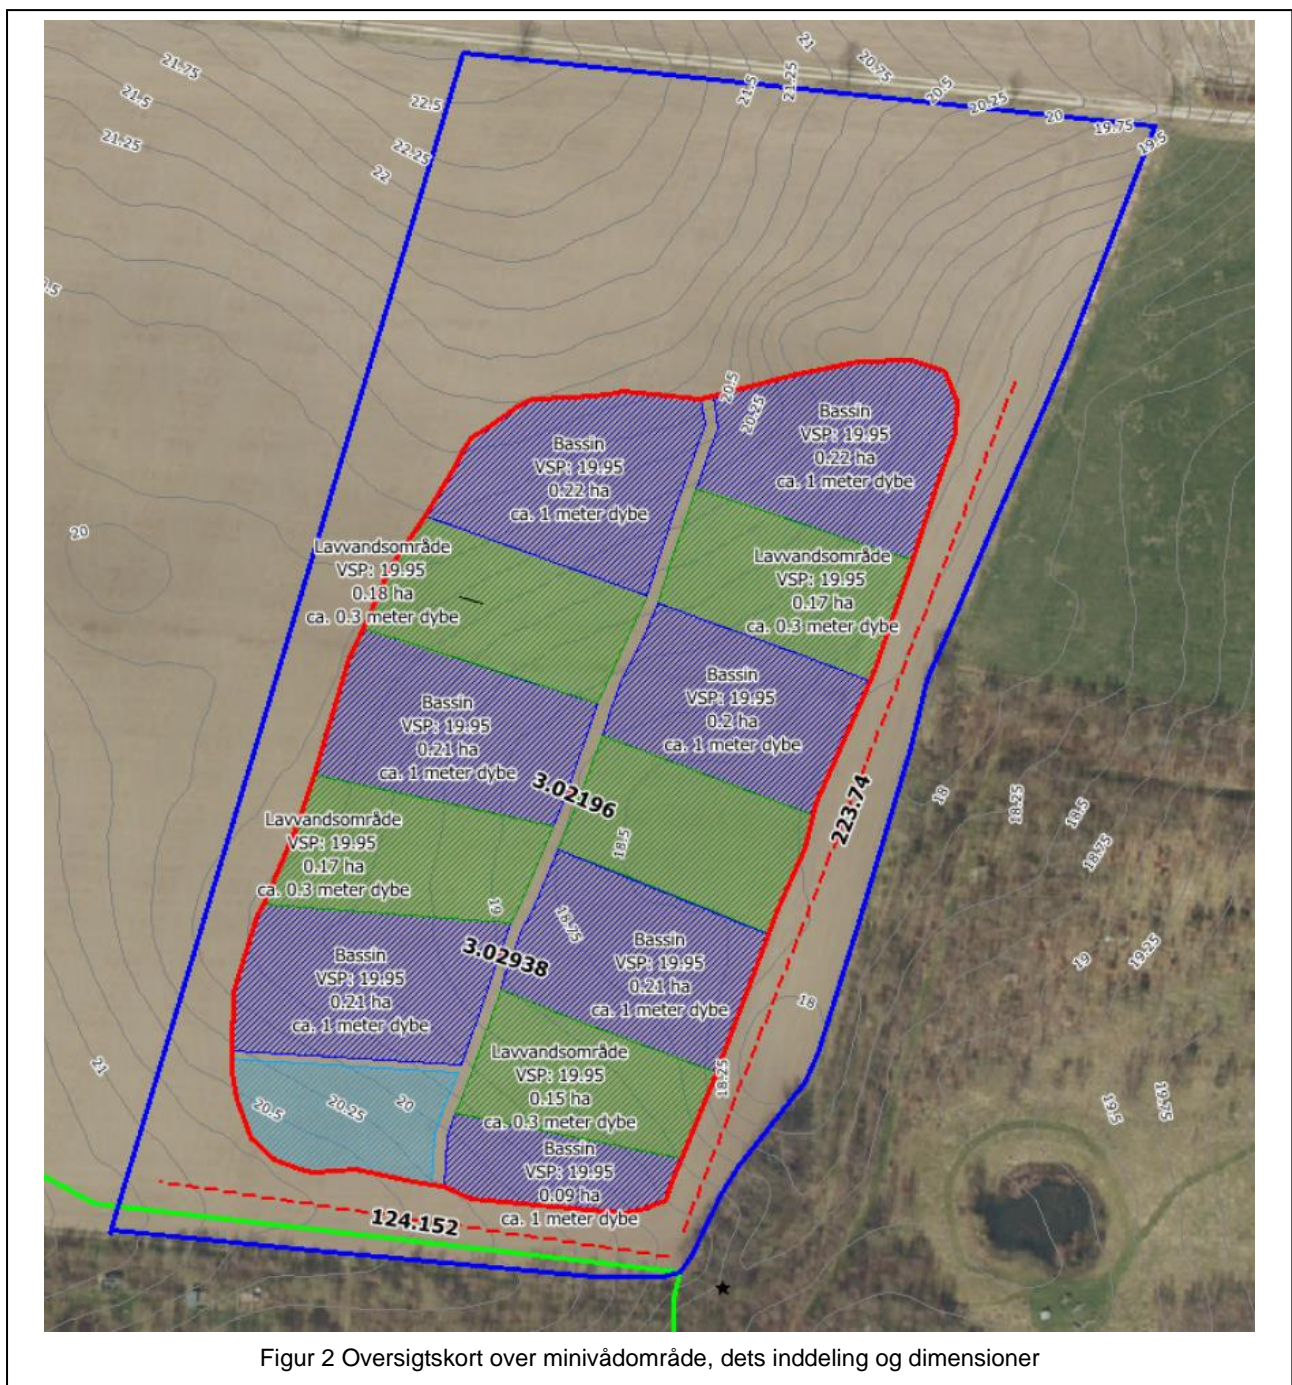 21.75
21.5
21.25
22.5
22.25
22
21.5
21.25
21
20.75
20.5
20.25
20
19.75
19.5
20.5
20.25
Bassin
VSP: 19.95
0.22 ha
ca. 1 meter dybe
Bassin
VSP: 19.95
0.22 ha
ca. 1 meter dybe
20
Lavvandsområde
VSP: 19.95
0.18 ha
ca. 0.3 meter dybe
Lavvandsområde
VSP: 19.95
0.17 ha
ca. 0.3 meter dybe
Bassin
VSP: 19.95
0.21 ha
ca. 1 meter dybe
Bassin
VSP: 19.95
0.2 ha
ca. 1 meter dybe
3.02196
223.74
18
18.25
18.5
18.75
18.5
Lavvandsområde
VSP: 19.95
0.17 ha
ca. 0.3 meter dybe
19
18.75
Bassin
VSP: 19.95
0.21 ha
ca. 1 meter dybe
3.02938
Bassin
VSP: 19.95
0.21 ha
ca. 1 meter dybe
19
19.25
18
21
20.5
20.25
20
Lavvandsområde
VSP: 19.95
0.15 ha
ca. 0.3 meter dybe
18.25
19.5
19.75
Bassin
VSP: 19.95
0.09 ha
ca. 1 meter dybe
124.152
Figur 2 Oversigtskort over minivådområde, dets inddeling og dimensioner